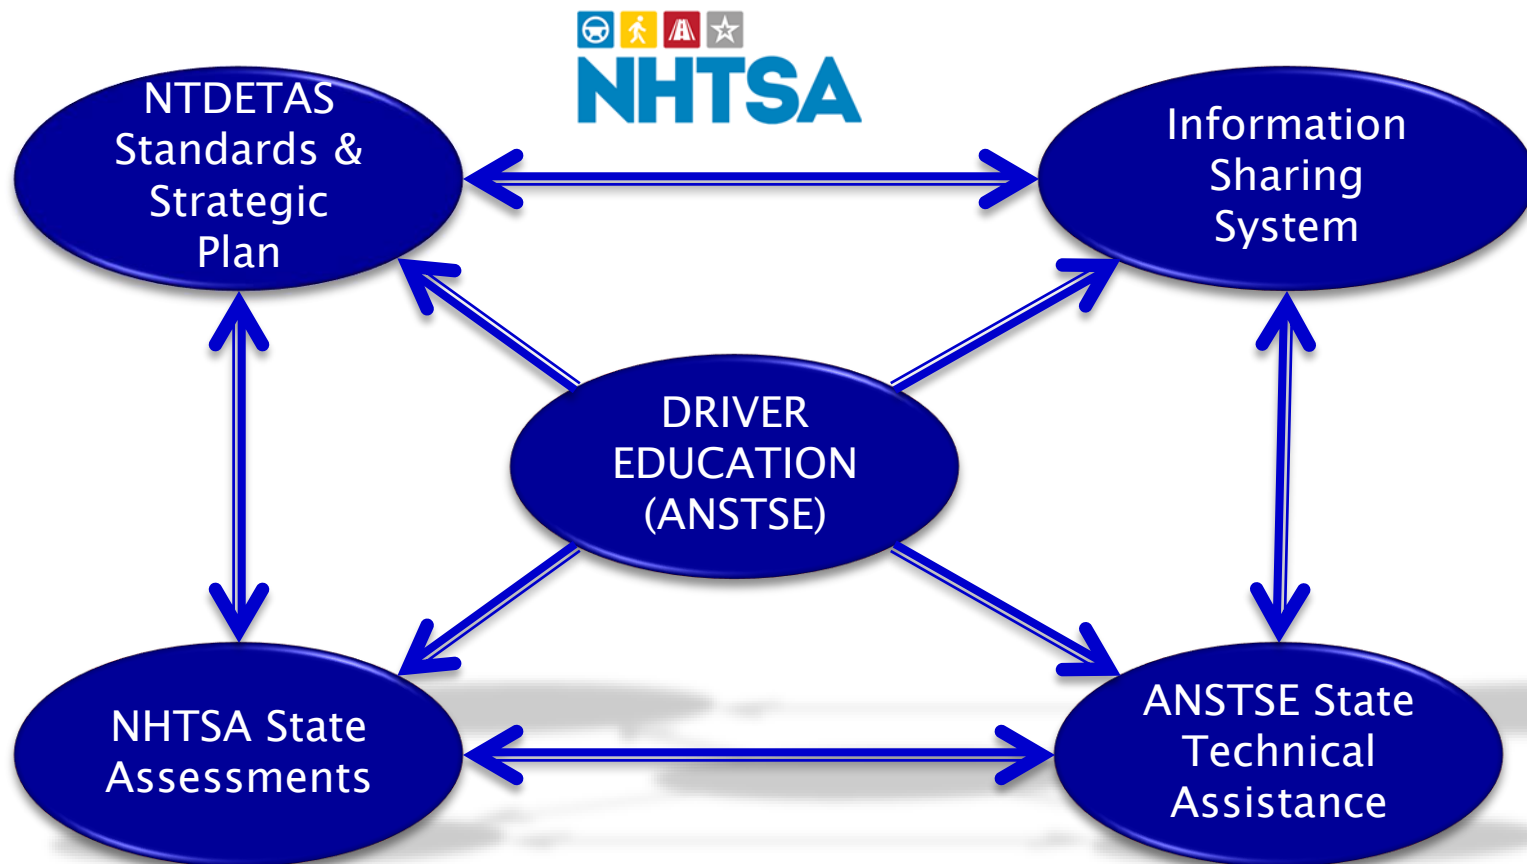 NHTSA
NTDETAS
Standards &
Strategic
Plan
Information
Sharing
System
DRIVER
EDUCATION
(ANSTSE)
NHTSA State
Assessments
ANSTSE State
Technical
Assistance